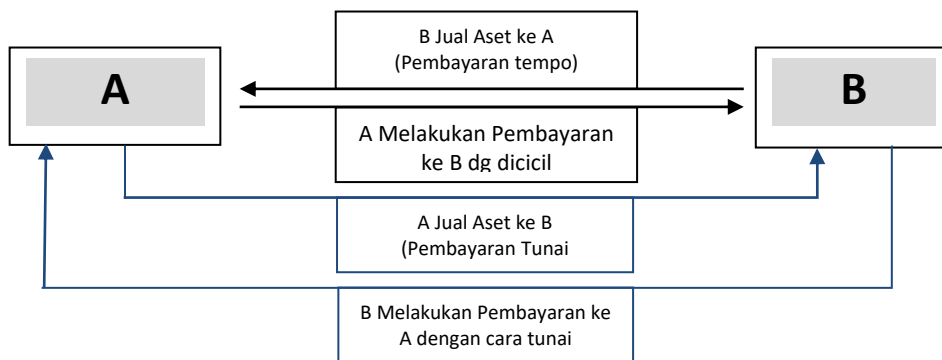 B Jual Aset ke A
(Pembayaran tempo)
A
B
A Melakukan Pembayaran
ke B dg dicicil
A Jual Aset ke B
(Pembayaran Tunai
B Melakukan Pembayaran ke
A dengan cara tunai